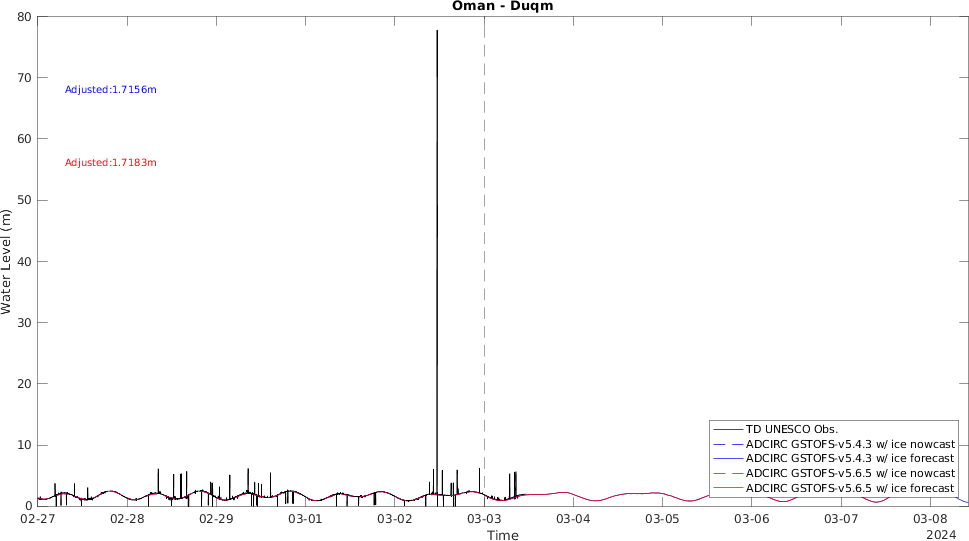 Oman - Duqm
80
70
60
50
40
30
20
10
0
Water Level (m)
Adjusted:1.7156m
Adjusted:1.7183m
TD UNESCO Obs.
ADCIRC GSTOFS-v5.4.3 w/ ice nowcast
ADCIRC GSTOFS-v5.4.3 w/ ice forecast
ADCIRC GSTOFS-v5.6.5 w/ ice nowcast
ADCIRC GSTOFS-v5.6.5 w/ ice forecast
02-27 02-28 02-29 03-01 03-02 03-03 03-04 03-05 03-06 03-07 03-08
Time
2024